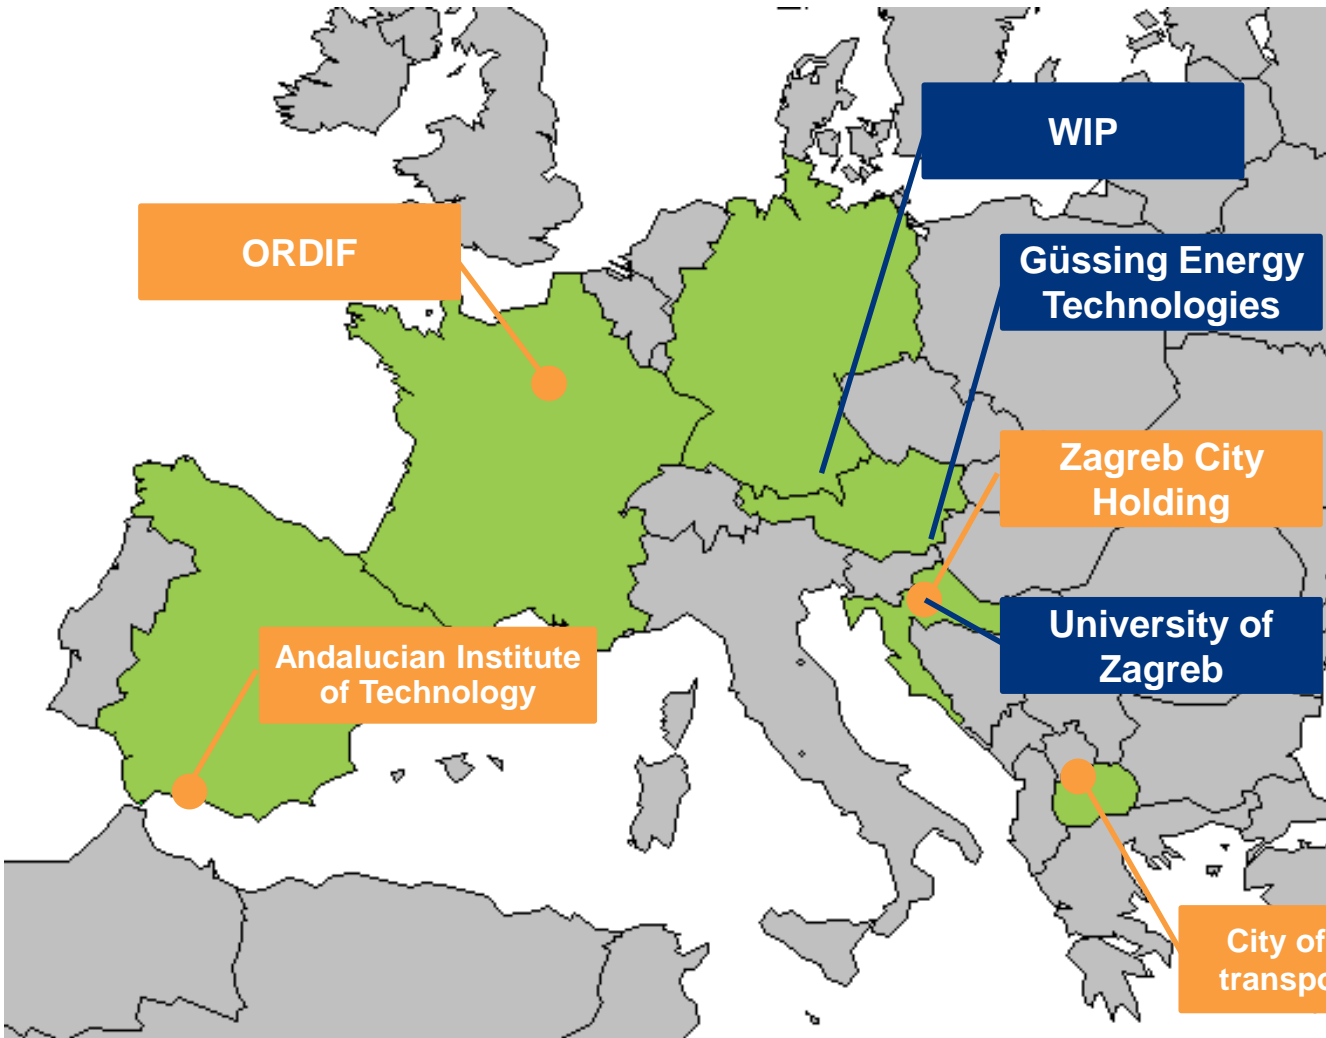 WIP
ORDIF
Güssing Energy
Technologies
Zagreb City
Holding
University of
Zagreb
Andalucian Institute
of Technology
City of